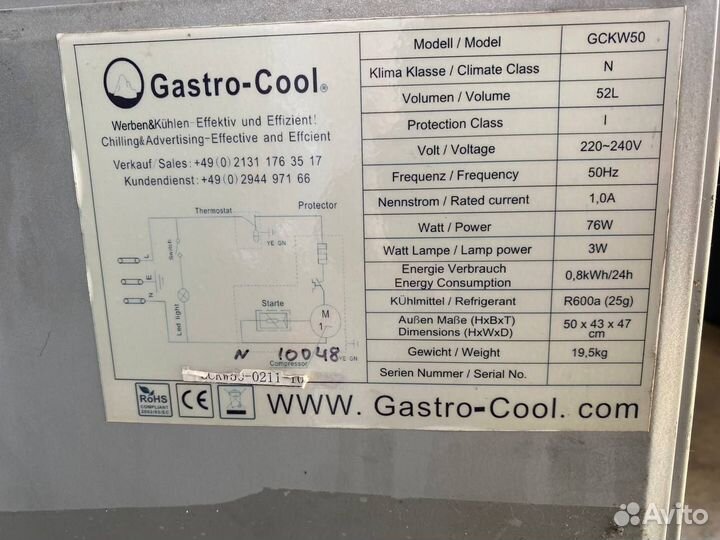 Gastro-Cool®
Werben&Kühlen-Effektiv und Effizient!
Chilling&Advertising-Effective and Effcient
Verkauf/Sales:+49(0)2131 176 35 17
Kundendienst:+49(0)2944 971 66
Thermostat
Protector
YE GN
Switch
L
E
N
Led light
Starte
M
1
N 10048
Compressor
YE GN
Modell / Model GCKW50
Klima Klasse / Climate Class N
Volumen / Volume 52L
Protection Class I
Volt / Voltage 220~240V
Frequenz / Frequency 50Hz
Nennstrom / Rated current 1,0A
Watt / Power 76W
Watt Lampe / Lamp power 3W
Energie Verbrauch
Energy Consumption 0,8kWh/24h
KÜhlmittel / Refrigerant R600a (25g)
Außen Maße (HxBxT)
Dimensions (HxWxD)
50 x 43 x 47
cm
Gewicht / Weight 19,5kg
Serien Nummer / Serial No.
RoHS
COMPLIANT
2002/95/EC
CE
WWW. Gastro-Cool. com
Avito